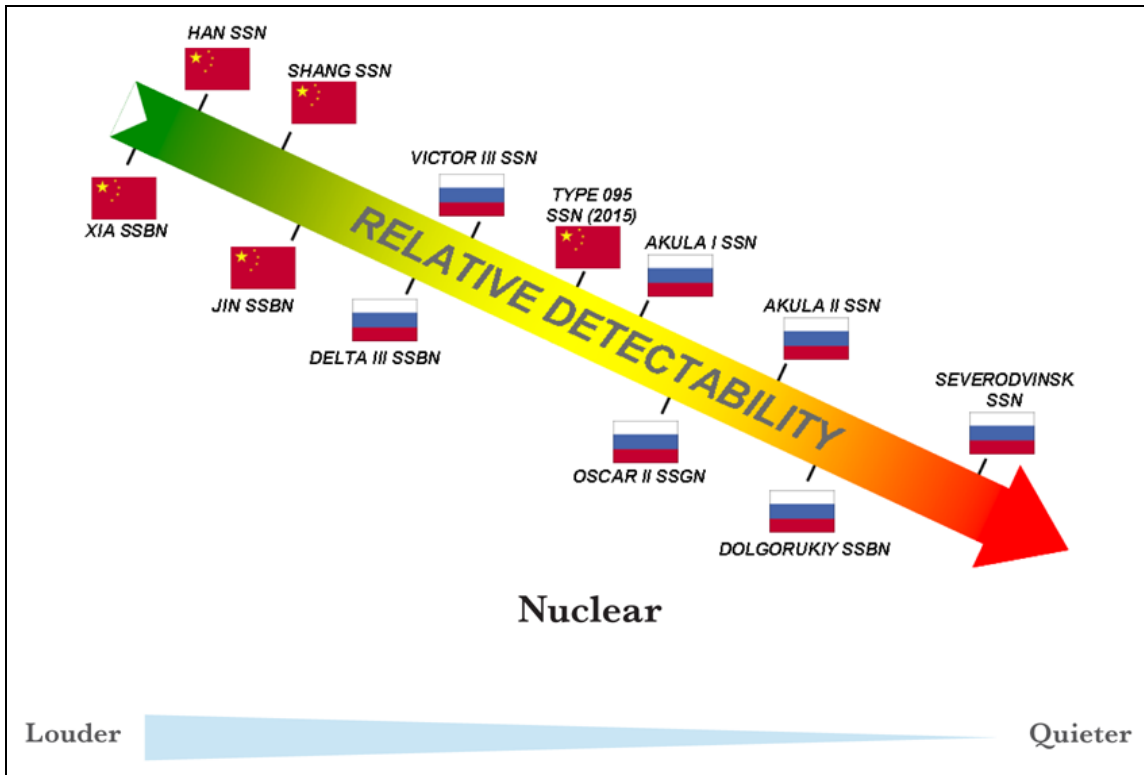 HAN SSN
SHANG SSN
XIA SSBN
VICTOR III SSN
TYPE 095
SSN (2015)
JIN SSBN
AKULA I SSN
DELTA III SSBN
RELATIVE DETECTABILITY
AKULA II SSN
SEVERODVINSK
SSN
OSCAR II SSGN
DOLGORUKIY SSBN
Nuclear
Louder
Quieter